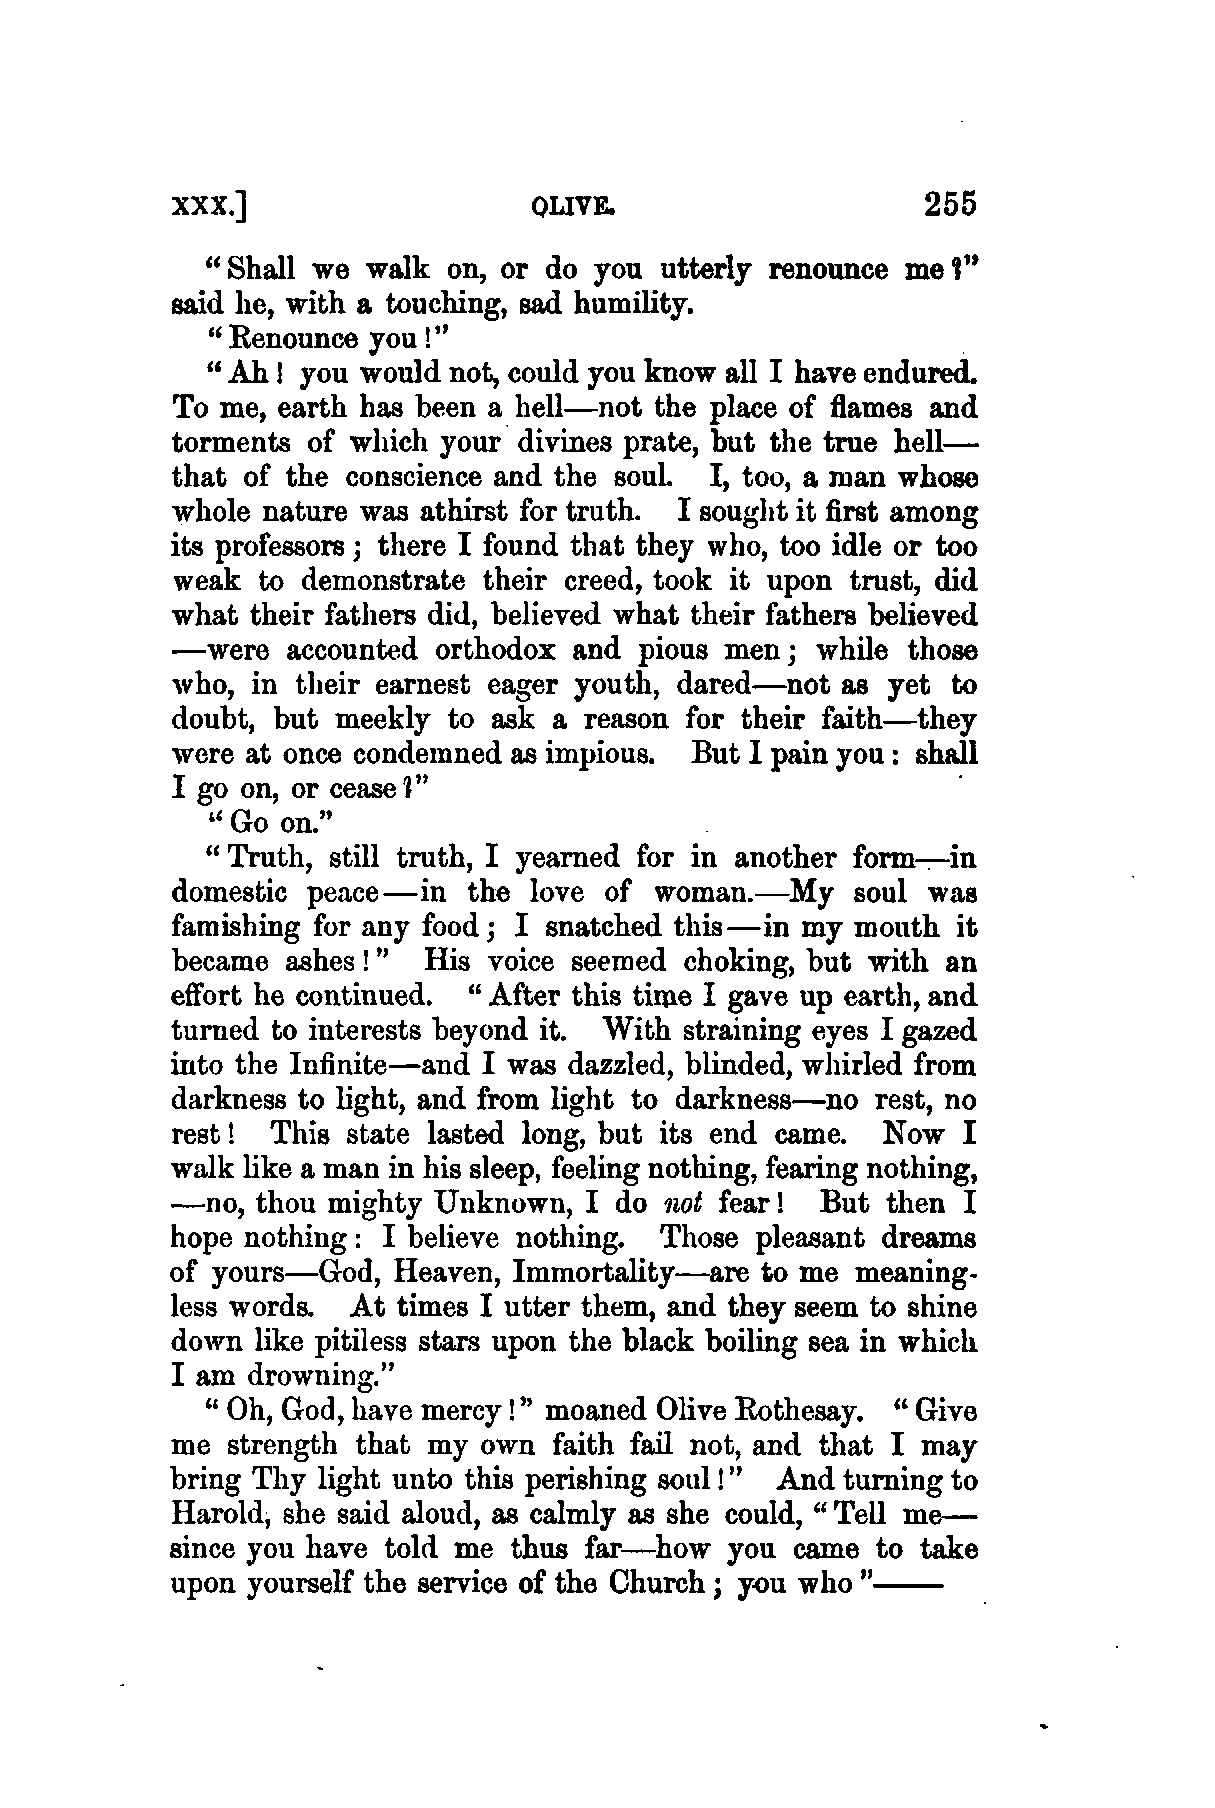 XXX.] OLIVE. 255
"Shall we walk on, or do you utterly renounce me?"
said he, with a touching, sad humility.
"Renounce you!"
"Ah! you would not, could you know all I have endured.
To me, earth has been a hell—not the place of flames and
torments of which your divines prate, but the true hell—
that of the conscience and the soul. I, too, a man whose
whole nature was athirst for truth. I sought it first among
its professors; there I found that they who, too idle or too
weak to demonstrate their creed, took it upon trust, did
what their fathers did, believed what their fathers believed
—were accounted orthodox and pious men; while those
who, in their earnest eager youth, dared—not as yet to
doubt, but meekly to ask a reason for their faith—they
were at once condemned as impious. But I pain you: shall
I go on, or cease?"
"Go on."
"Truth, still truth, I yearned for in another form—in
domestic peace—in the love of woman.—My soul was
famishing for any food; I snatched this—in my mouth it
became ashes!" His voice seemed choking, but with an
effort he continued. "After this time I gave up earth, and
turned to interests beyond it. With straining eyes I gazed
into the Infinite—and I was dazzled, blinded, whirled from
darkness to light, and from light to darkness—no rest, no
rest! This state lasted long, but its end came. Now I
walk like a man in his sleep, feeling nothing, fearing nothing,
—no, thou mighty Unknown, I do not fear! But then I
hope nothing: I believe nothing. Those pleasant dreams
of yours—God, Heaven, Immortality—are to me meaning-
less words. At times I utter them, and they seem to shine
down like pitiless stars upon the black boiling sea in which
I am drowning."
"Oh, God, have mercy!" moaned Olive Rothesay. "Give
me strength that my own faith fail not, and that I may
bring Thy light unto this perishing soul!" And turning to
Harold, she said aloud, as calmly as she could, "Tell me—
since you have told me thus far—how you came to take
upon yourself the service of the Church; you who"——